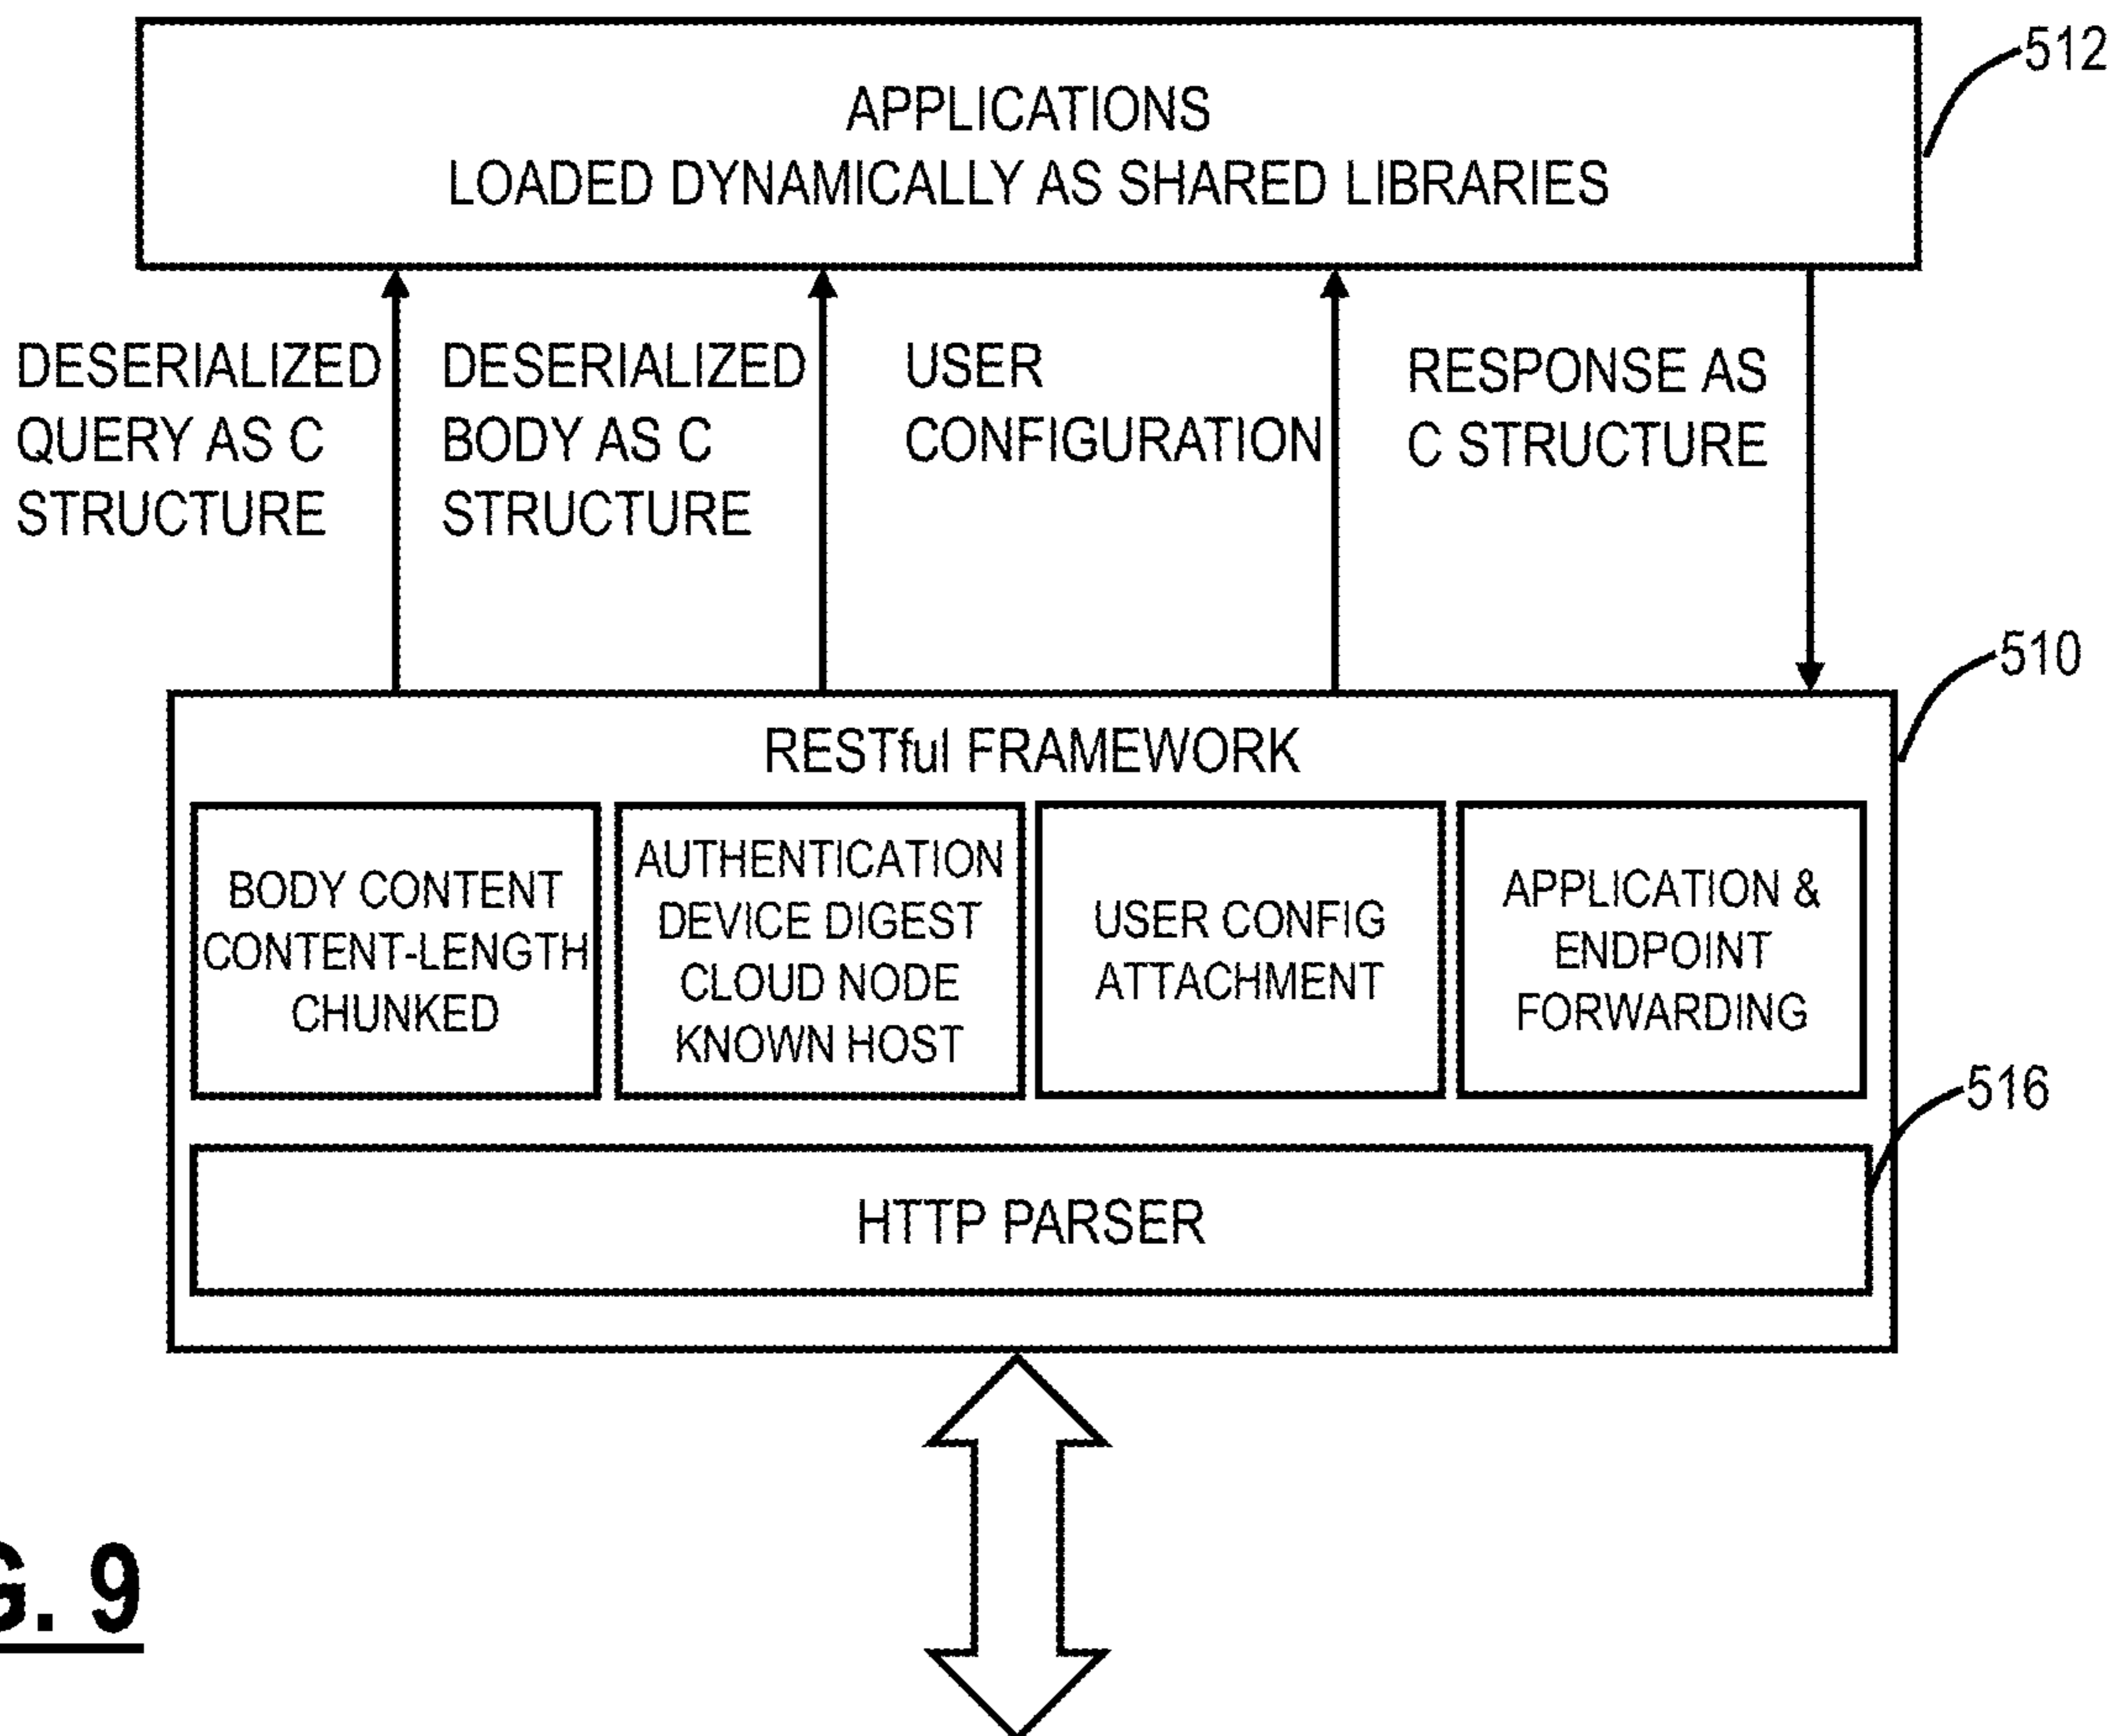 512
APPLICATIONS
LOADED DYNAMICALLY AS SHARED LIBRARIES
DESERIALIZED
QUERY AS C
STRUCTURE
DESERIALIZED
BODY AS C
STRUCTURE
USER
CONFIGURATION
RESPONSE AS
C STRUCTURE
510
RESTful FRAMEWORK
BODY CONTENT
CONTENT-LENGTH
CHUNKED
AUTHENTICATION
DEVICE DIGEST
CLOUD NODE
KNOWN HOST
USER CONFIG
ATTACHMENT
APPLICATION &
ENDPOINT
FORWARDING
516
HTTP PARSER
G. 9